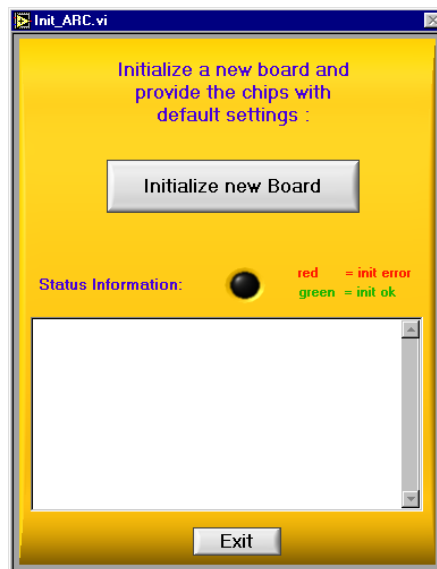 Init_ARC.vi
Initialize a new board and
provide the chips with
default settings :
Initialize new Board
Status Information:
red = init error
green = init ok
Exit